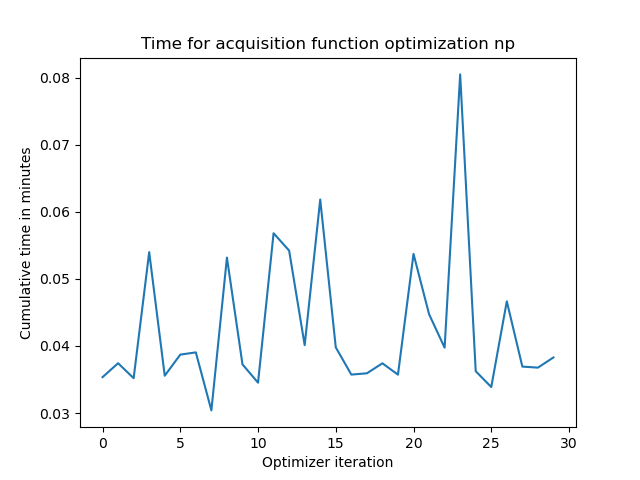 Time for acquisition function optimization np
Cumulative time in minutes
0.08
0.07
0.06
0.05
0.04
0.03
0 5 10 15 20 25 30
Optimizer iteration